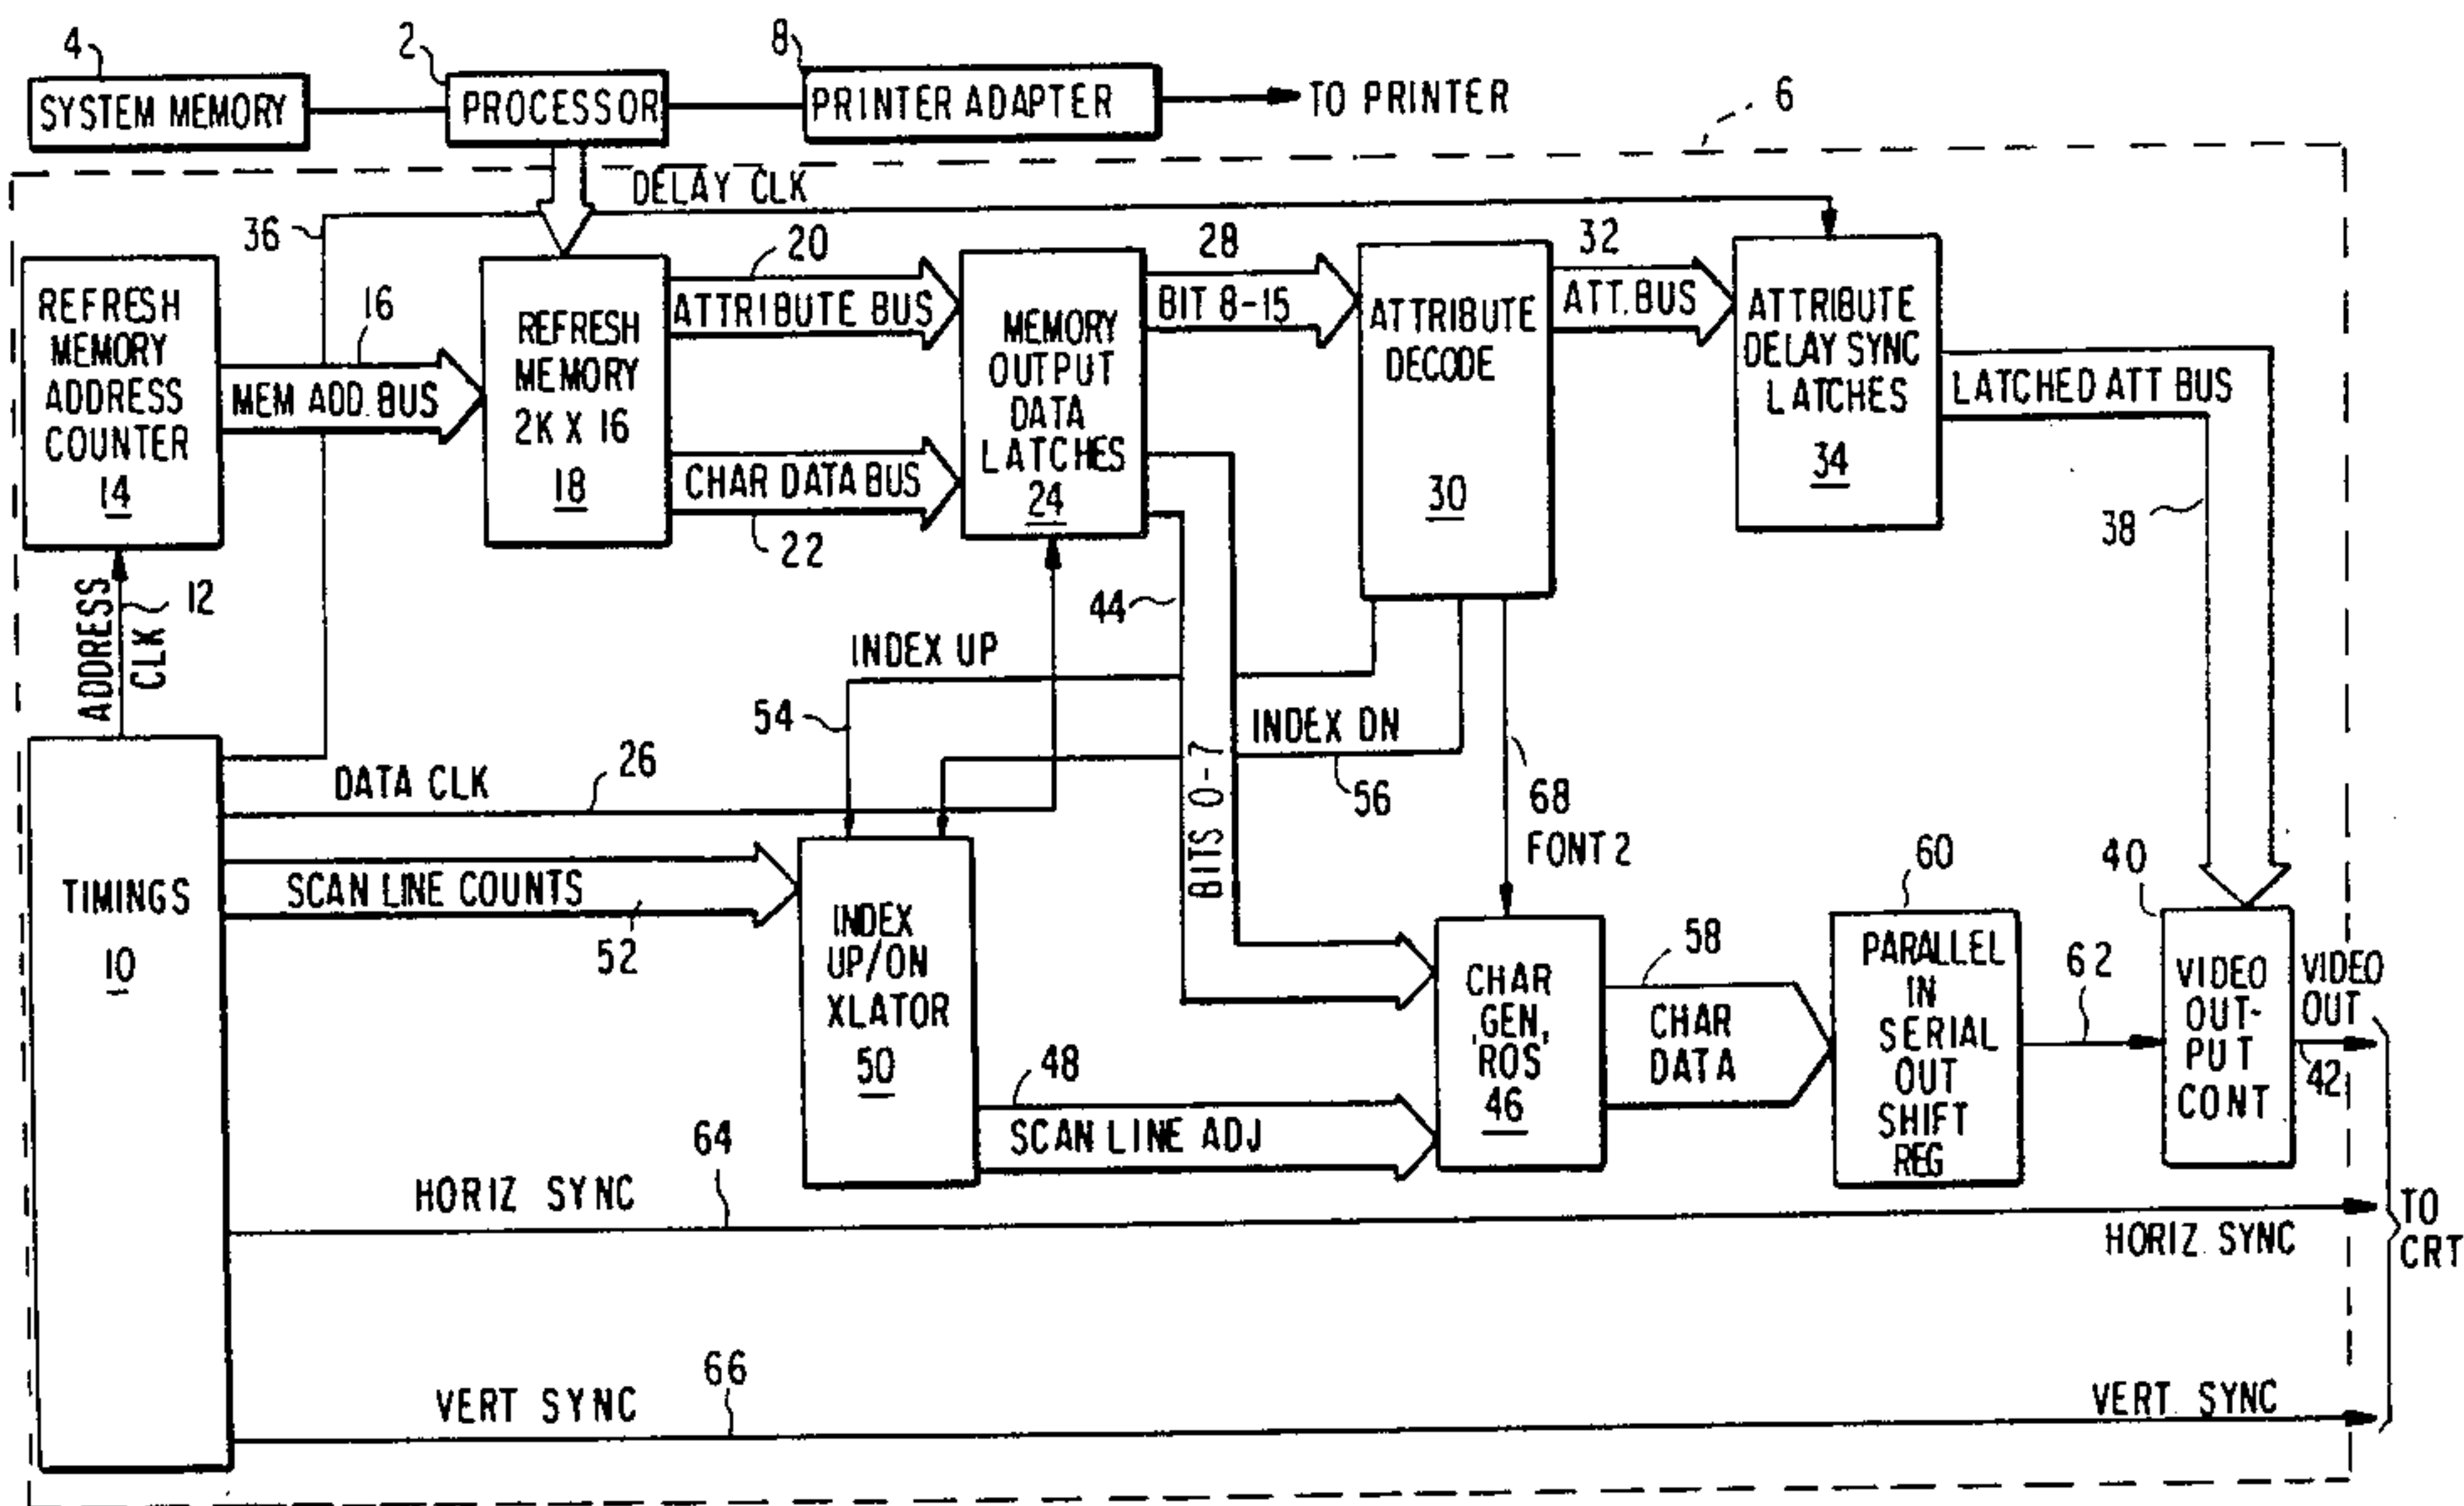 4
2
8
SYSTEM MEMORY
PROCESSOR
PRINTER ADAPTER
TO PRINTER
6
DELAY CLK
36
REFRESH
MEMORY
ADDRESS
COUNTER
14
16
MEM ADD. BUS
REFRESH
MEMORY
2K X 16
18
20
ATTRIBUTE BUS
CHAR DATA BUS
22
MEMORY
OUTPUT
DATA
LATCHES
24
28
BIT 8-15
ATTRIBUTE
DECODE
30
32
ATT. BUS
ATTRIBUTE
DELAY SYNC
LATCHES
34
LATCHED ATT BUS
38
ADDRESS
CLK
12
44
INDEX UP
54
INDEX DN
56
BITS 0-7
68
FONT 2
TIMINGS
10
DATA CLK
26
SCAN LINE COUNTS
52
INDEX
UP/ON
XLATOR
50
48
SCAN LINE ADJ
CHAR
GEN,
'ROS'
46
58
CHAR
DATA
60
PARALLEL
IN
SERIAL
OUT
SHIFT
REG
62
40
VIDEO
OUT-
PUT
CONT
VIDEO
OUT
42
64
HORIZ SYNC
HORIZ. SYNC
TO
CRT
66
VERT SYNC
VERT. SYNC